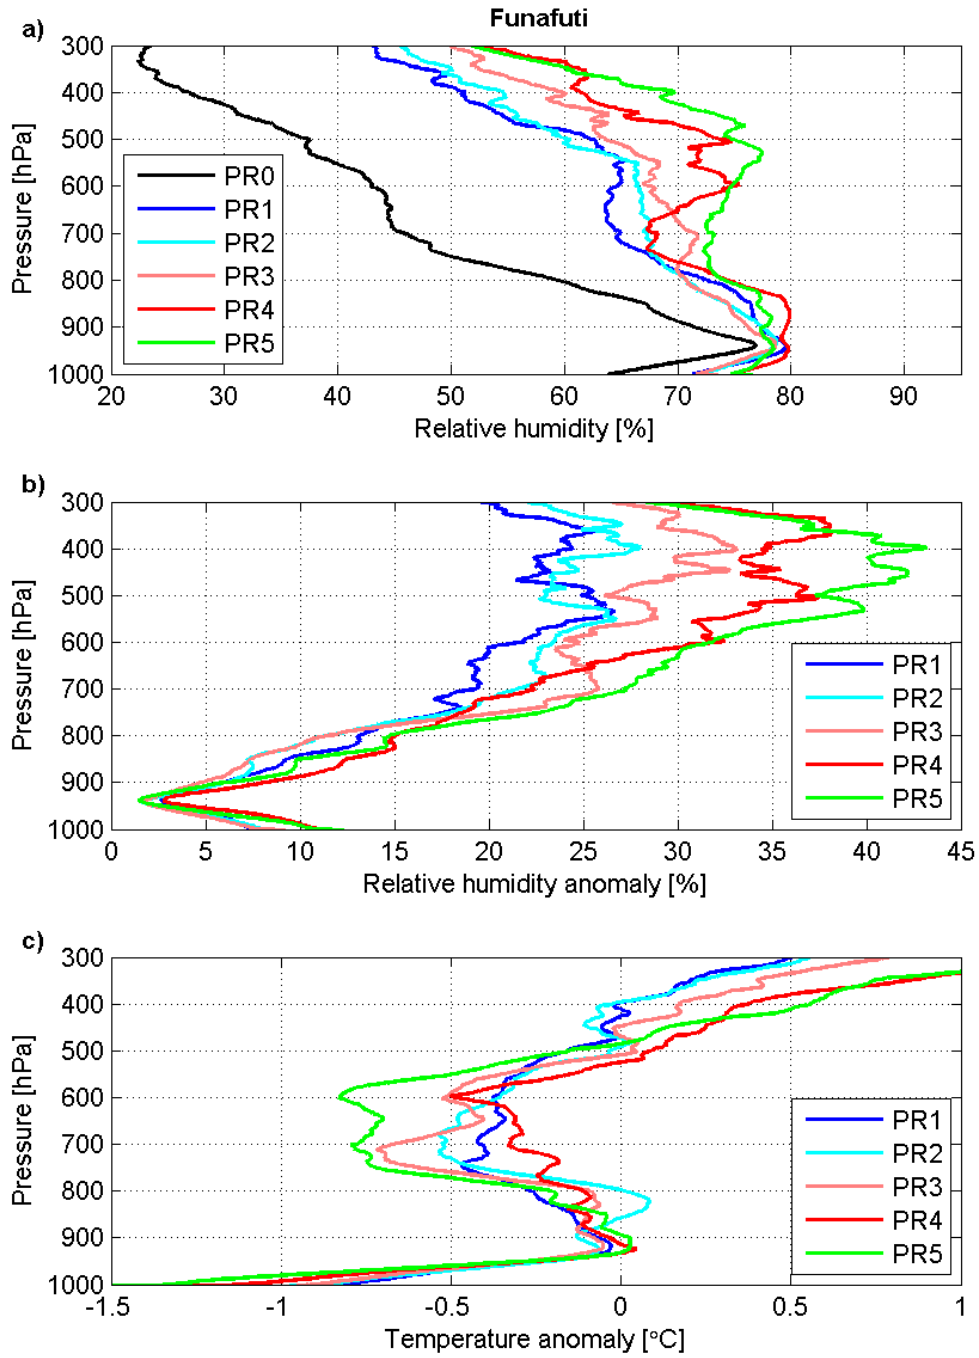 Funafuti
a)
300
400
500
600
700
800
900
1000
Pressure [hPa]
PR0
PR1
PR2
PR3
PR4
PR5
20 30 40 50 60 70 80 90
Relative humidity [%]
b)
300
400
500
600
700
800
900
1000
Pressure [hPa]
PR1
PR2
PR3
PR4
PR5
0 5 10 15 20 25 30 35 40 45
Relative humidity anomaly [%]
c)
300
400
500
600
700
800
900
1000
Pressure [hPa]
PR1
PR2
PR3
PR4
PR5
-1.5 -1 -0.5 0 0.5 1
Temperature anomaly [°C]